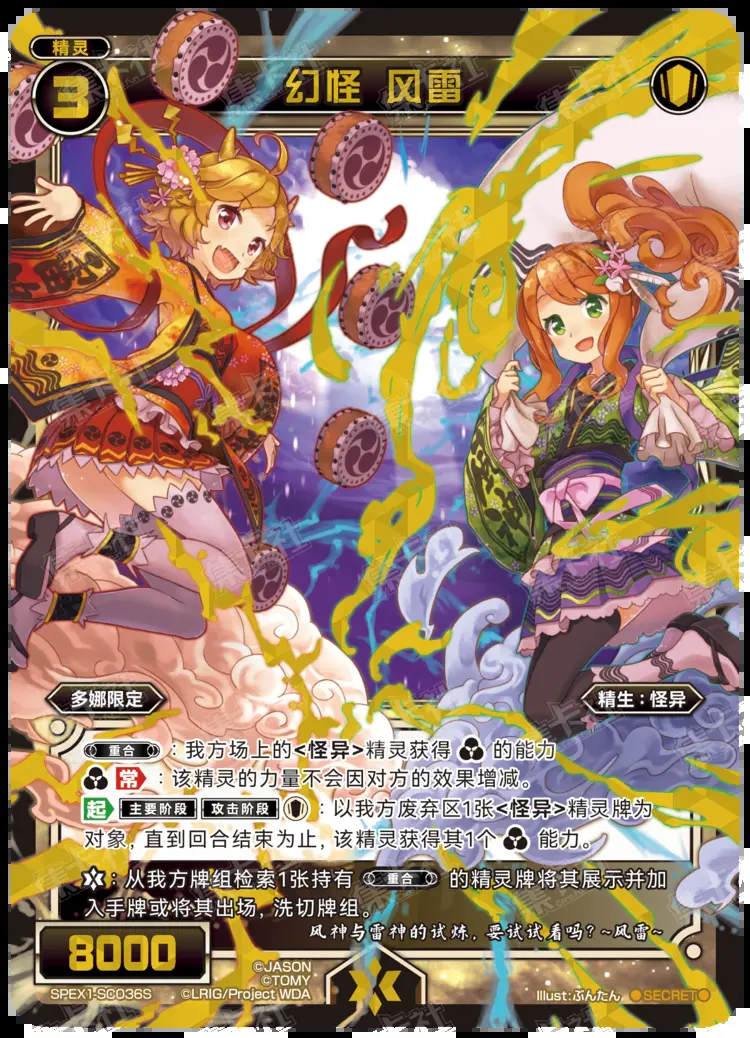 精灵
3
幻怪 风雷
多娜限定
精生：怪异
重合：我方场上的<怪异>精灵获得 的能力
常：该精灵的力量不会因对方的效果增减。
起 主要阶段 攻击阶段：以我方废弃区1张<怪异>精灵牌为
对象，直到回合结束为止，该精灵获得其1个 能力。
：从我方牌组检索1张持有 重合 的精灵牌将其展示并加
入手牌或将其出场，洗切牌组。
风神与雷神的试炼，要试试看吗？~风雷~
8000
©JASON
©TOMY
SPEX1-SC036S ©LRIG/Project WDA
Illust:ぶんたん SECRET
集卡社